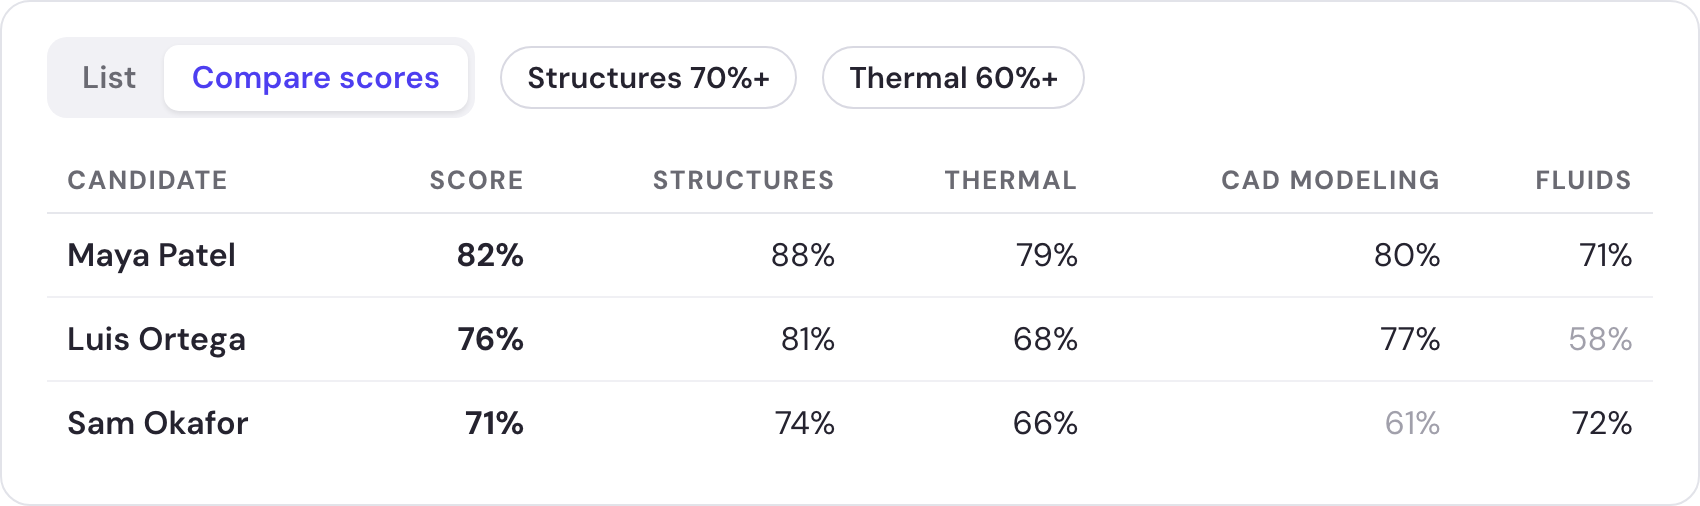 List Compare scores Structures 70%+ Thermal 60%+
CANDIDATE SCORE STRUCTURES THERMAL CAD MODELING FLUIDS
Maya Patel 82% 88% 79% 80% 71%
Luis Ortega 76% 81% 68% 77% 58%
Sam Okafor 71% 74% 66% 61% 72%